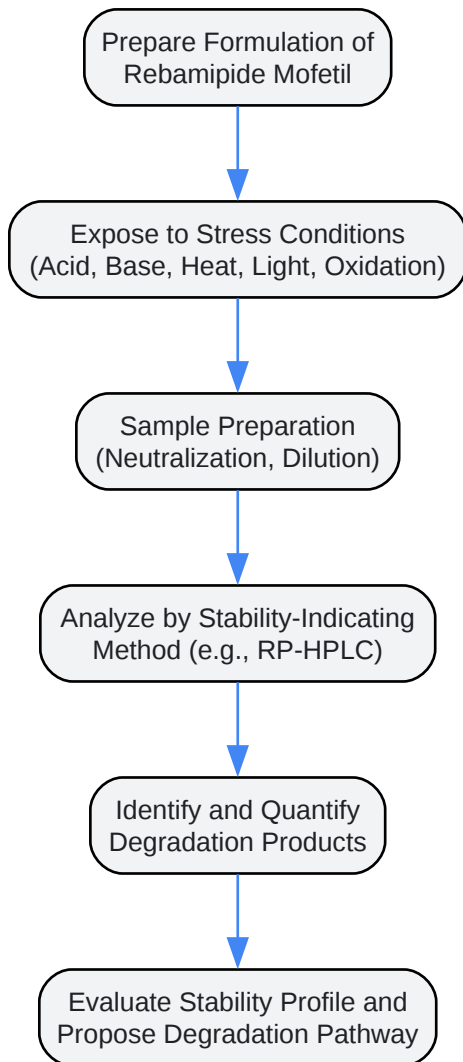 Prepare Formulation of
Rebamipide Mofetil
Expose to Stress Conditions
(Acid, Base, Heat, Light, Oxidation)
Sample Preparation
(Neutralization, Dilution)
Analyze by Stability-Indicating
Method (e.g., RP-HPLC)
Identify and Quantify
Degradation Products
Evaluate Stability Profile and
Propose Degradation Pathway